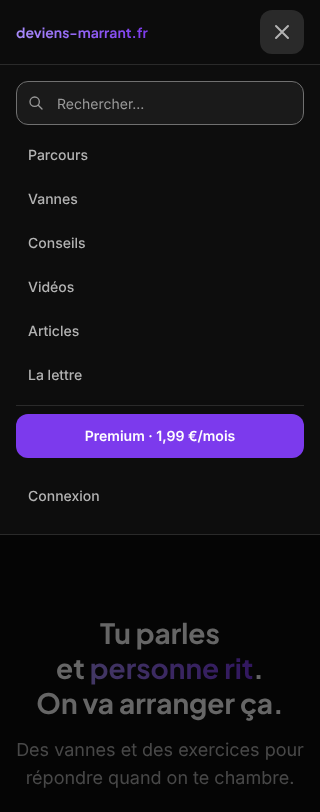 deviens-marrant.fr
Rechercher...
Parcours
Vannes
Conseils
Vidéos
Articles
La lettre
Premium · 1,99 €/mois
Connexion
Tu parles
et personne rit.
On va arranger ça.
Des vannes et des exercices pour
répondre quand on te chambre.